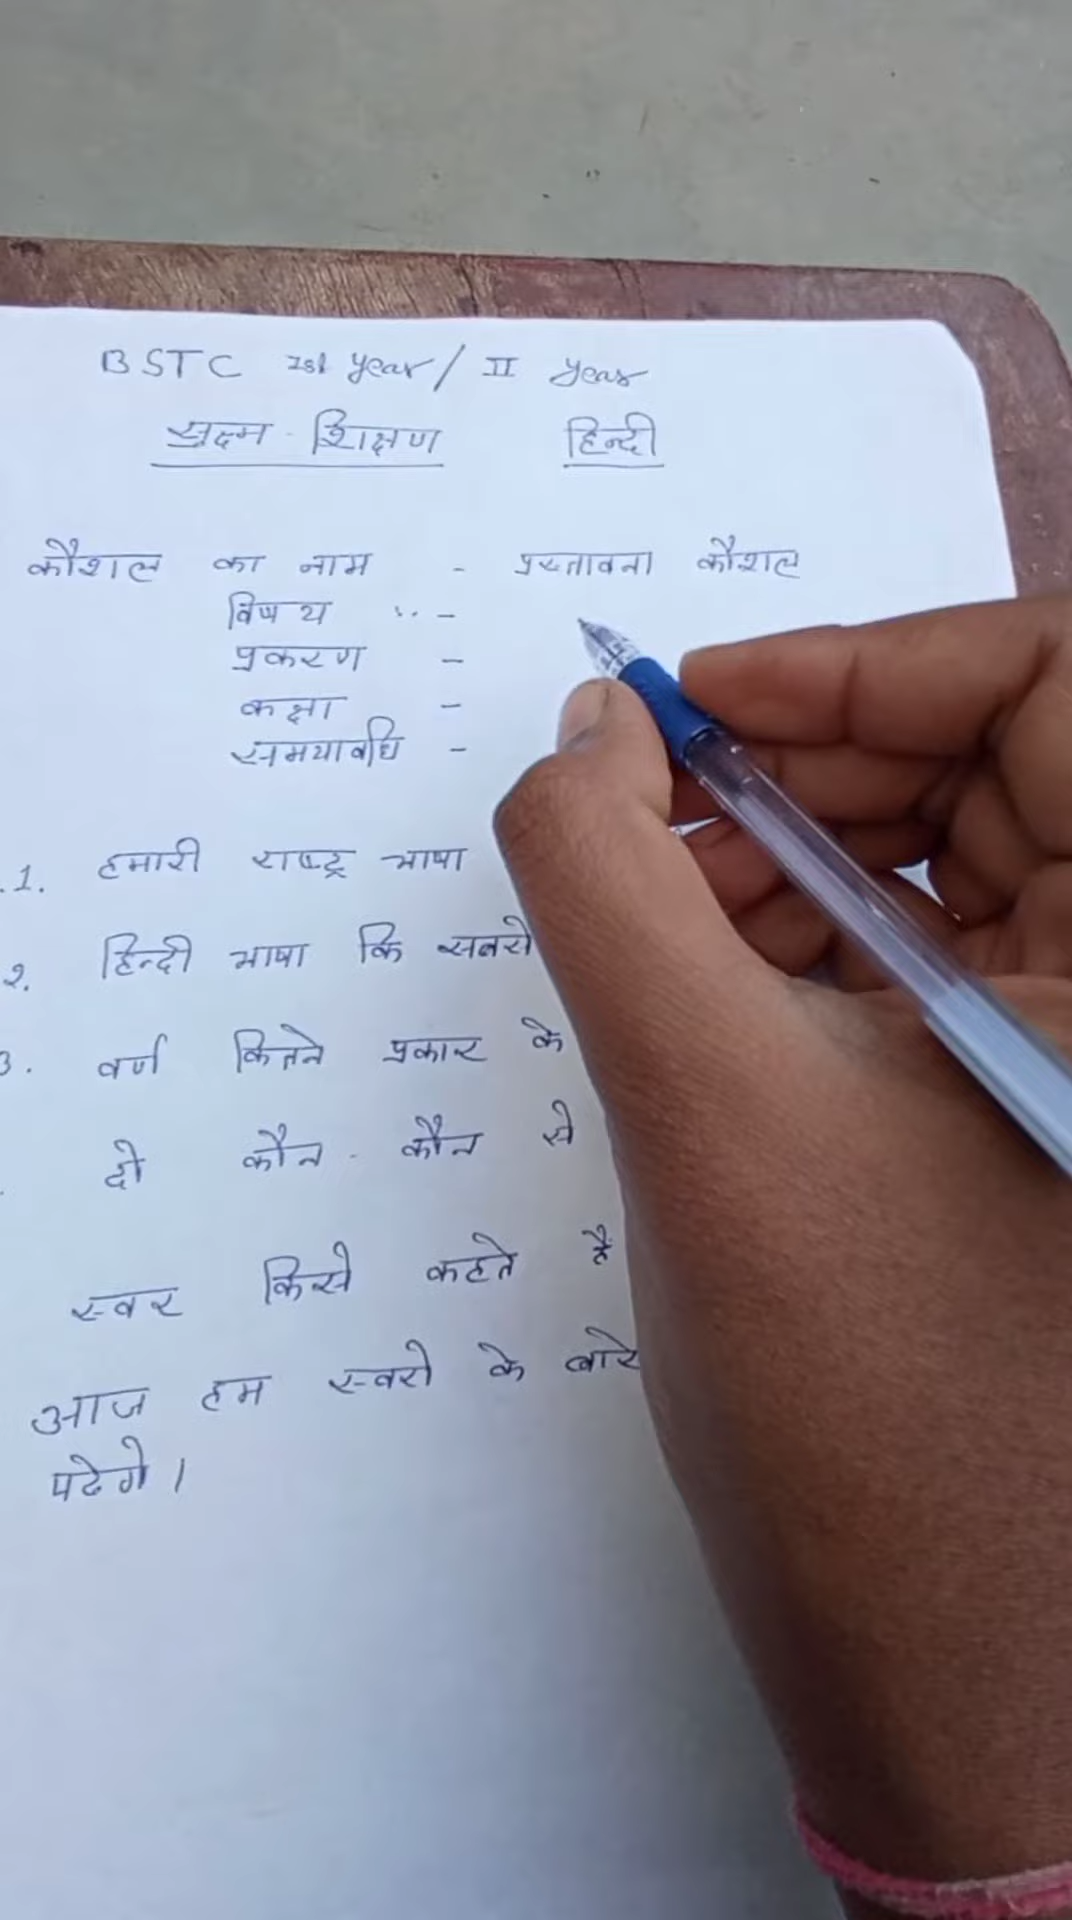 BSTC Ist year / II year
सूक्ष्म - शिक्षण हिन्दी
कौशल का नाम - प्रस्तावना कौशल
विषय -
प्रकरण -
कक्षा -
समयावधि -
1. हमारी राष्ट्र भाषा
2. हिन्दी भाषा कि सबसे
3. वर्ण कितने प्रकार के
दो कौन - कौन से
स्वर किसे कहते है
आज हम स्वरो के बारे
पढेगे।